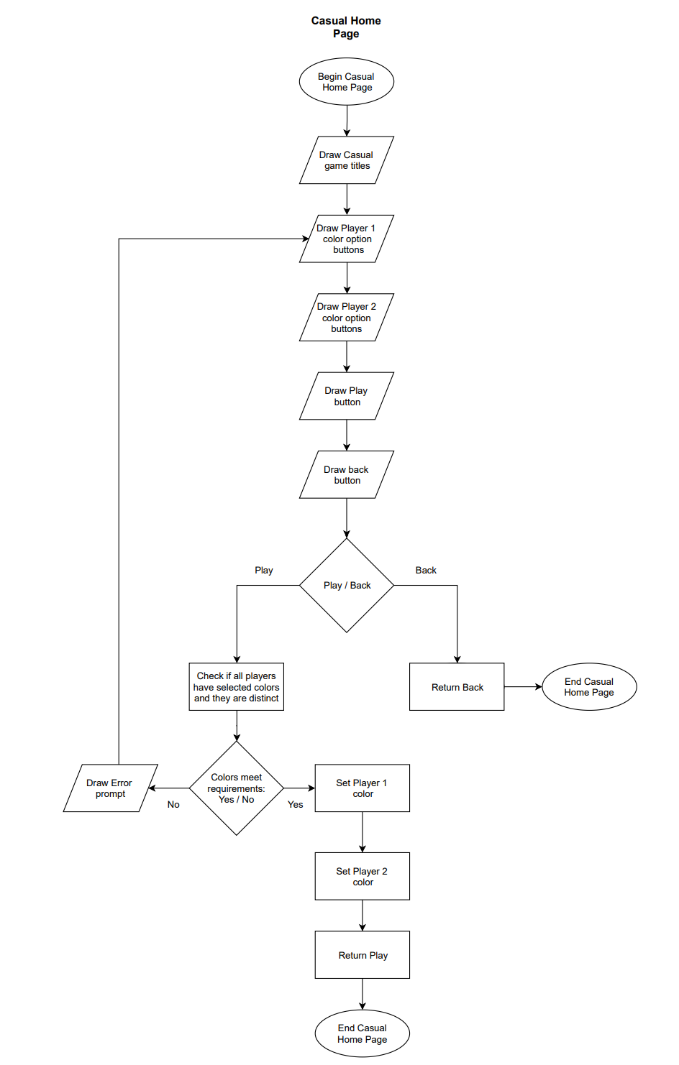 Casual Home
Page
Begin Casual
Home Page
Draw Casual
game titles
Draw Player 1
color option
buttons
Draw Player 2
color option
buttons
Draw Play
button
Draw back
button
Play
Play / Back
Back
Check if all players
have selected colors
and they are distinct
Return Back
End Casual
Home Page
Draw Error
prompt
No
Colors meet
requirements:
Yes / No
Yes
Set Player 1
color
Set Player 2
color
Return Play
End Casual
Home Page